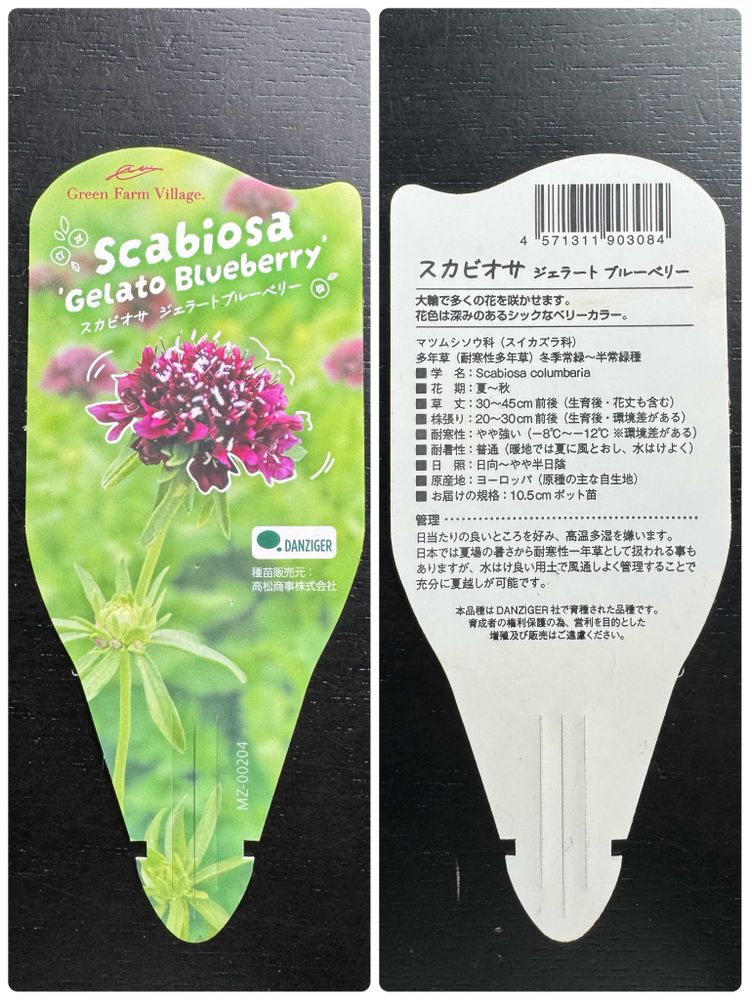 Green Farm Village.
Scabiosa
'Gelato Blueberry'
スカビオサ ジェラートブルーベリー
DANZIGER
種苗販売元：
高松商事株式会社
MZ-00204
4 571311 903084
スカビオサ ジェラート ブルーベリー
大輪で多くの花を咲かせます。
花色は深みのあるシックなベリーカラー。
マツムシソウ科（スイカズラ科）
多年草（耐寒性多年草）冬季常緑〜半常緑種
■ 学　名：Scabiosa columbaria
■ 花　期：夏〜秋
■ 草　丈：30〜45cm前後（生育後・花丈も含む）
■ 株張り：20〜30cm前後（生育後・環境差がある）
■ 耐寒性：やや強い（ー8℃〜ー12℃ ※環境差がある）
■ 耐暑性：普通（暖地では夏に風とおし、水はけよく）
■ 日　照：日向〜やや半日陰
■ 原産地：ヨーロッパ（原種の主な自生地）
■ お届けの規格：10.5cmポット苗
管理
日当たりの良いところを好み、高温多湿を嫌います。
日本では夏場の暑さから耐寒性一年草として扱われる事も
ありますが、水はけ良い用土で風通しよく管理することで
充分に夏越しが可能です。
本品種はDANZIGER社で育種された品種です。
育成者の権利保護の為、営利を目的とした
増殖及び販売はご遠慮ください。